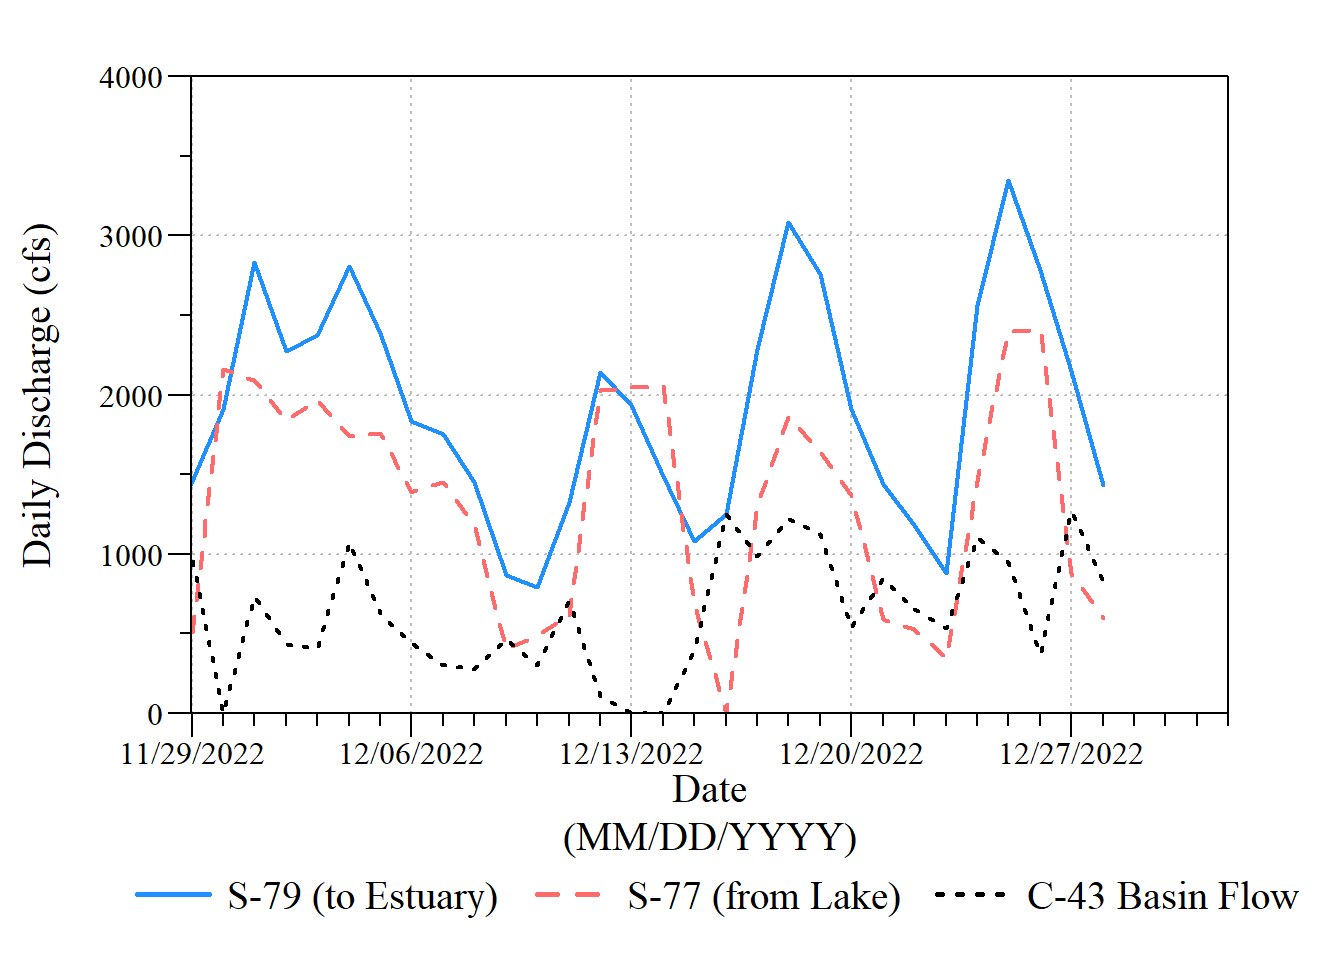 4000
3000
2000
1000
0
Daily Discharge (cfs)
11/29/2022 12/06/2022 12/13/2022 12/20/2022 12/27/2022
Date
(MM/DD/YYYY)
S-79 (to Estuary) S-77 (from Lake) C-43 Basin Flow